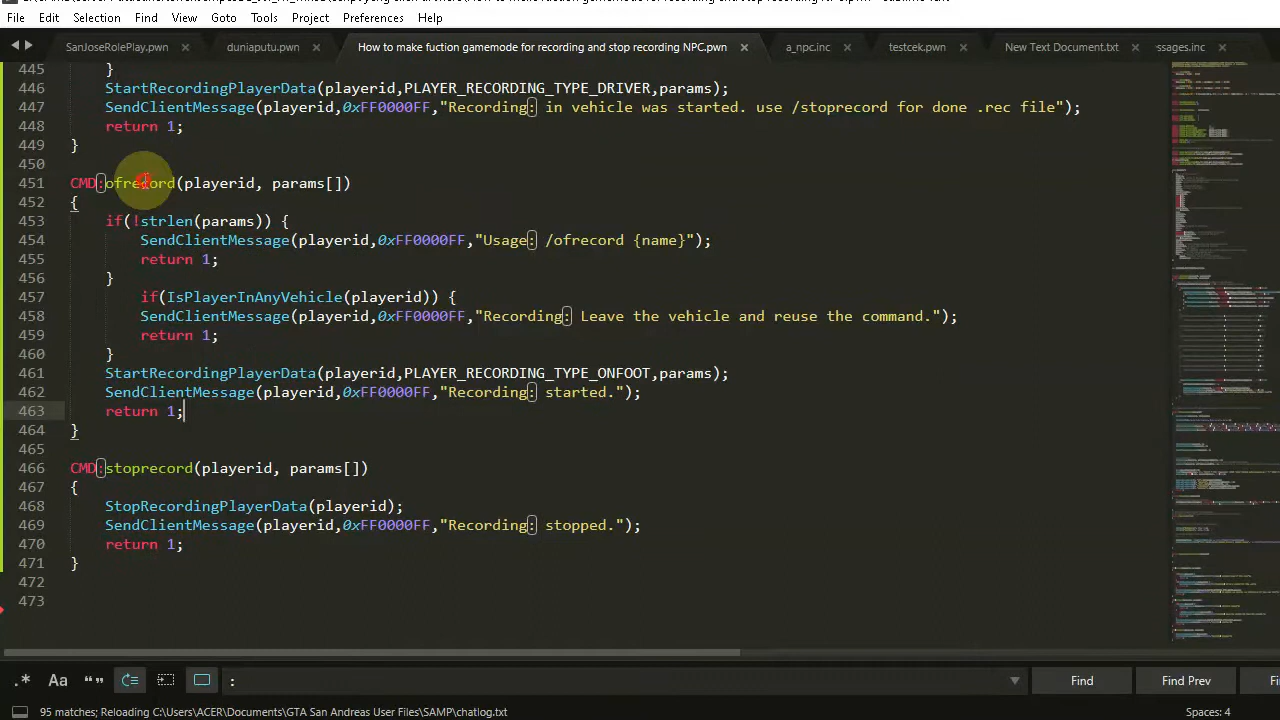 File Edit Selection Find View Goto Tools Project Preferences Help
SanJoseRolePlay.pwn × duniaputu.pwn × How to make fuction gamemode for recording and stop recording NPC.pwn × a_npc.inc × testcek.pwn × New Text Document.txt × ssages.inc ×
445 }
446 StartRecordingPlayerData(playerid,PLAYER_RECORDING_TYPE_DRIVER,params);
447 SendClientMessage(playerid,0xFF0000FF,"Recording: in vehicle was started. use /stoprecord for done .rec file");
448 return 1;
449 }
450
451 CMD:ofrecord(playerid, params[])
452 {
453 if(!strlen(params)) {
454 SendClientMessage(playerid,0xFF0000FF,"Usage: /ofrecord {name}");
455 return 1;
456 }
457 if(IsPlayerInAnyVehicle(playerid)) {
458 SendClientMessage(playerid,0xFF0000FF,"Recording: Leave the vehicle and reuse the command.");
459 return 1;
460 }
461 StartRecordingPlayerData(playerid,PLAYER_RECORDING_TYPE_ONFOOT,params);
462 SendClientMessage(playerid,0xFF0000FF,"Recording: started.");
463 return 1;
464 }
465
466 CMD:stoprecord(playerid, params[])
467 {
468 StopRecordingPlayerData(playerid);
469 SendClientMessage(playerid,0xFF0000FF,"Recording: stopped.");
470 return 1;
471 }
472
473
.* Aa “” : Find Find Prev
95 matches; Reloading C:\Users\ACER\Documents\GTA San Andreas User Files\SAMP\chatlog.txt Spaces: 4